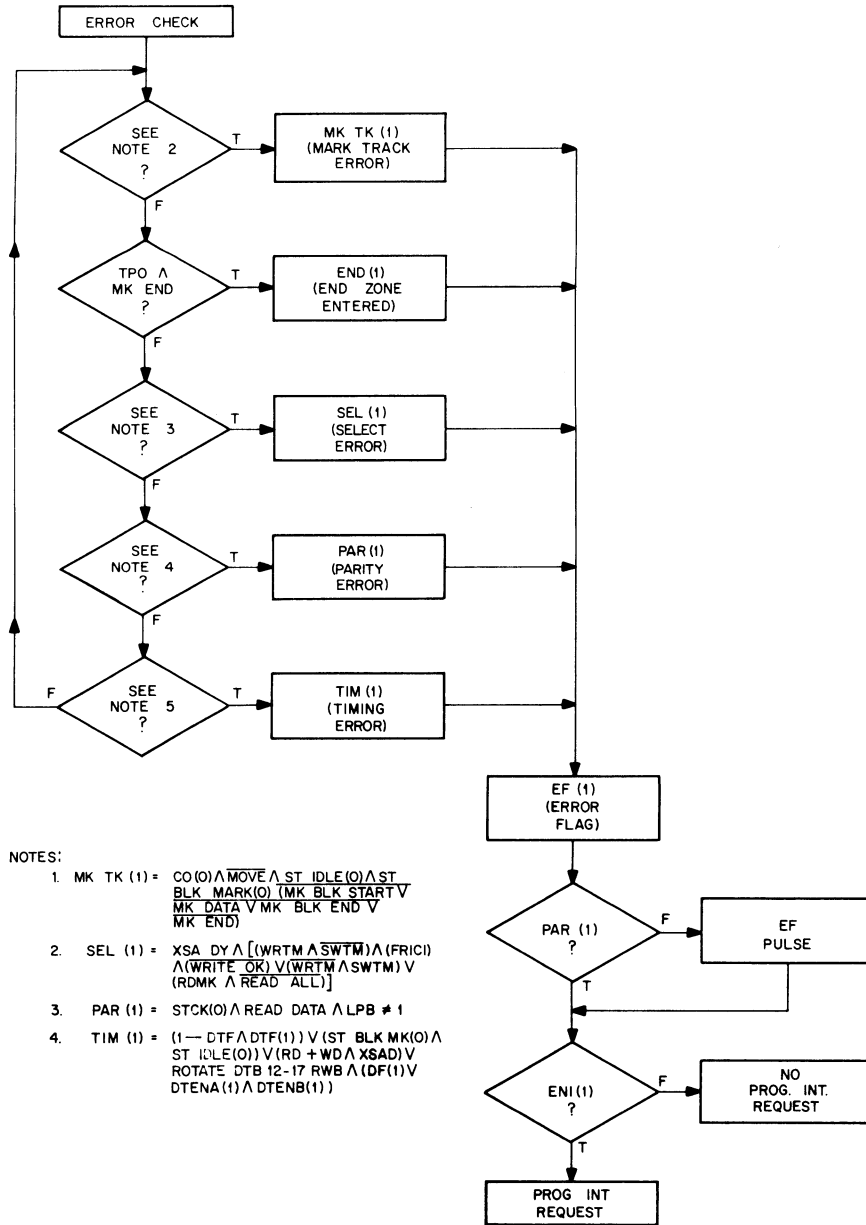 ERROR CHECK
SEE
NOTE 2
?
T
F
MK TK (1)
(MARK TRACK
ERROR)
TPO ∧
MK END
?
T
F
END (1)
(END ZONE
ENTERED)
SEE
NOTE 3
?
T
F
SEL (1)
(SELECT
ERROR)
SEE
NOTE 4
?
T
F
PAR (1)
(PARITY
ERROR)
SEE
NOTE 5
?
F
T
TIM (1)
(TIMING
ERROR)
EF (1)
(ERROR
FLAG)
PAR (1)
?
F
T
EF
PULSE
ENI (1)
?
F
T
NO
PROG. INT.
REQUEST
PROG INT
REQUEST
NOTES:
1. MK TK (1) = CO(0) ∧ MOVE ∧ ST IDLE(0) ∧ ST
BLK MARK(0) (MK BLK START ∨
MK DATA ∨ MK BLK END ∨
MK END)
2. SEL (1) = XSA DY ∧ [(WRTM ∧ SWTM) ∧ (FRICI)
∧ (WRITE OK) ∨ (WRTM ∧ SWTM) ∨
(RDMK ∧ READ ALL)]
3. PAR (1) = STCK(0) ∧ READ DATA ∧ LPB ≠ 1
4. TIM (1) = (1— DTF ∧ DTF(1)) ∨ (ST BLK MK(0) ∧
ST IDLE(0)) ∨ (RD + WD ∧ XSAD) ∨
ROTATE DTB 12-17 RWB ∧ (DF(1) ∨
DTENA(1) ∧ DTENB(1))